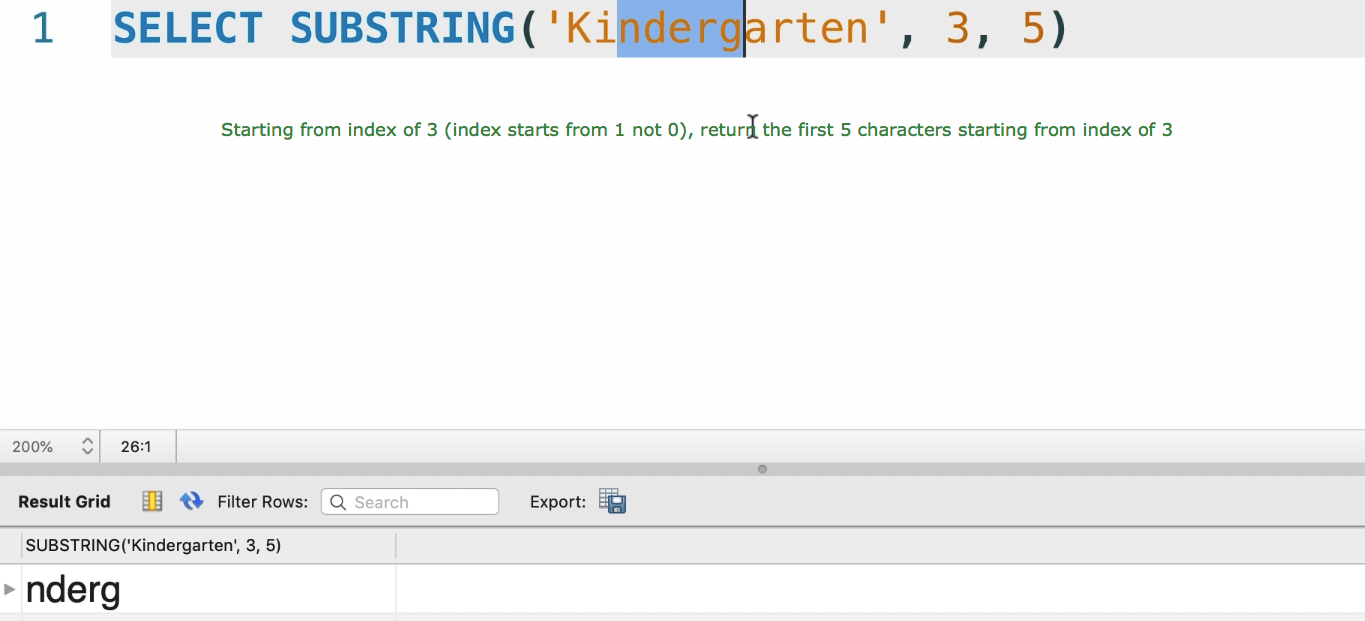 1 SELECT SUBSTRING('Kindergarten', 3, 5)
Starting from index of 3 (index starts from 1 not 0), return the first 5 characters starting from index of 3
200% 26:1
Result Grid Filter Rows: Search Export:
SUBSTRING('Kindergarten', 3, 5)
nderg